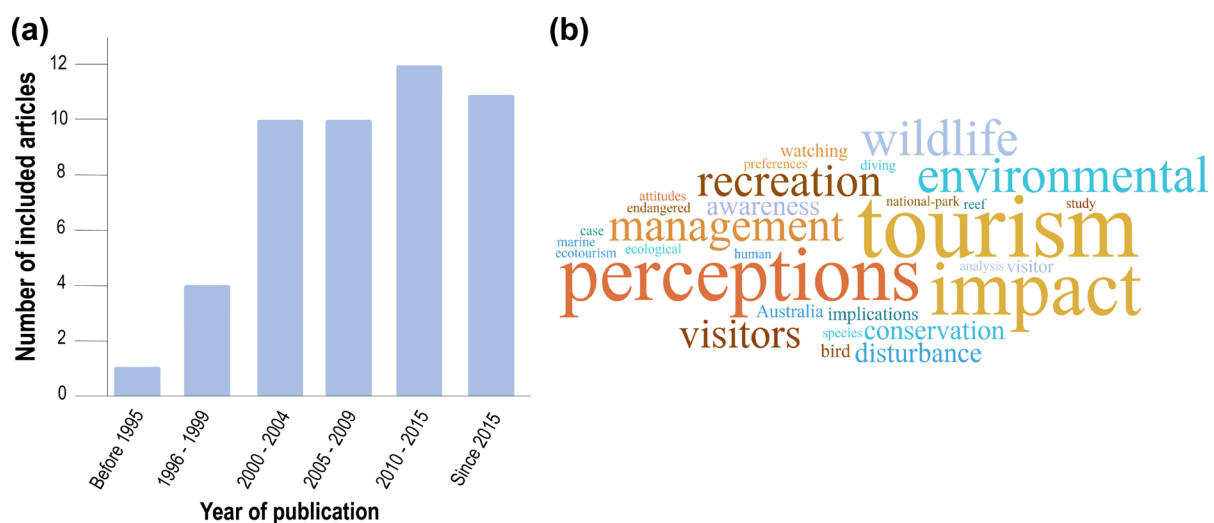 (a)
Number of included articles
12
10
8
6
4
2
0
Before 1995
1996 - 1999
2000 - 2004
2005 - 2009
2010 - 2015
Since 2015
Year of publication
(b)
wildlife
watching
preferences
diving
recreation
environmental
attitudes
national-park
reef
study
endangered
awareness
tourism
management
case
marine
ecological
ecotourism
human
perceptions
analysis
visitor
impact
Australia
implications
visitors
species
conservation
bird
disturbance